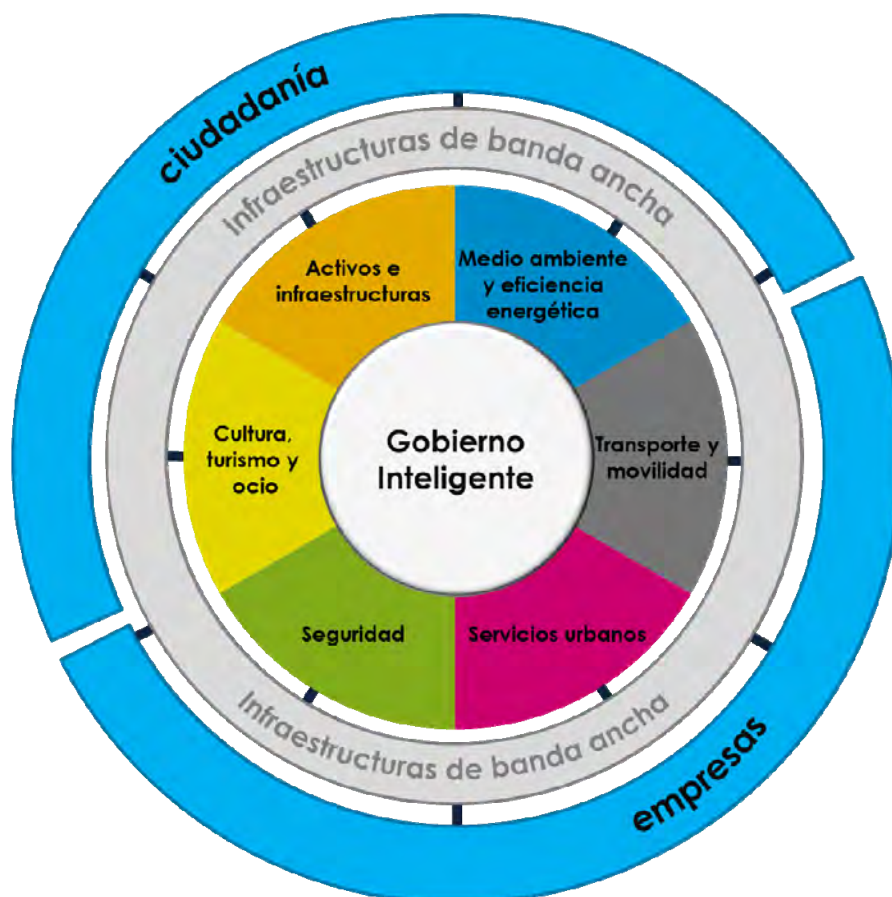 ciudadanía
Infraestructuras de banda ancha
Activos e
infraestructuras
Medio ambiente
y eficiencia
energética
Cultura,
turismo y
ocio
Gobierno
Inteligente
Transporte y
movilidad
Seguridad
Servicios urbanos
Infraestructuras de banda ancha
empresas